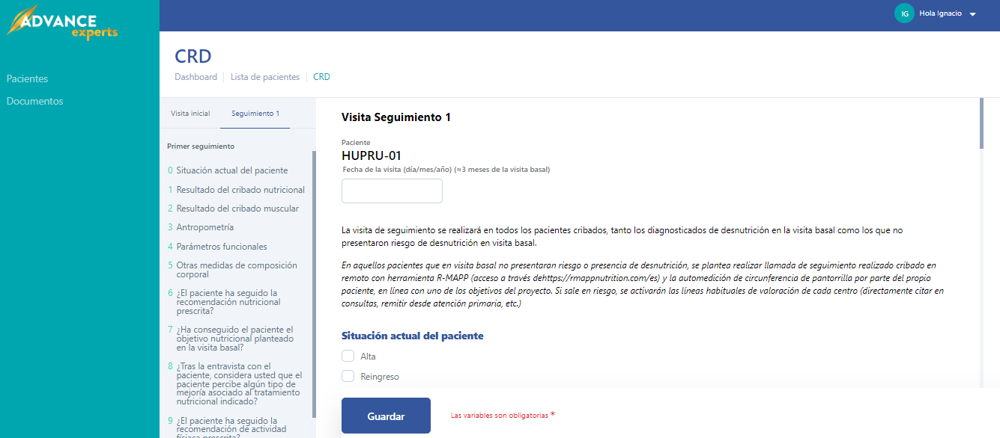 ADVANCE
experts
IG Hola Ignacio
Pacientes
Documentos
CRD
Dashboard Lista de pacientes CRD
Visita inicial Seguimiento 1
Primer seguimiento
0 Situación actual del paciente
1 Resultado del cribado nutricional
2 Resultado del cribado muscular
3 Antropometría
4 Parámetros funcionales
5 Otras medidas de composición
corporal
6 ¿El paciente ha seguido la
recomendación nutricional
prescrita?
7 ¿Ha conseguido el paciente el
objetivo nutricional planteado
en la visita basal?
8 ¿Tras la entravista con el
paciente, considera usted que el
paciente percibe algún tipo de
mejoría asociado al tratamiento
nutricional indicado?
9 ¿El paciente ha seguido la
recomendación de actividad
física prescrita?
Visita Seguimiento 1
Paciente
HUPRU-01
Fecha de la visita (día/mes/año) (≈3 meses de la visita basal)
La visita de seguimiento se realizará en todos los pacientes cribados, tanto los diagnosticados de desnutrición en la visita basal como los que no
presentaron riesgo de desnutrición en visita basal.
En aquellos pacientes que en visita basal no presentaran riesgo o presencia de desnutrición, se plantea realizar llamada de seguimiento realizado cribado en
remoto con herramienta R-MAPP (acceso a través dehttps://rmappnutrition.com/es) y la automedición de circunferencia de pantorrilla por parte del propio
paciente, en línea con uno de los objetivos del proyecto. Si sale en riesgo, se activarán las líneas habituales de valoración de cada centro (directamente citar en
consultas, remitir desde atención primaria, etc.)
Situación actual del paciente
Alta
Reingreso
Guardar
Las variables son obligatorias *